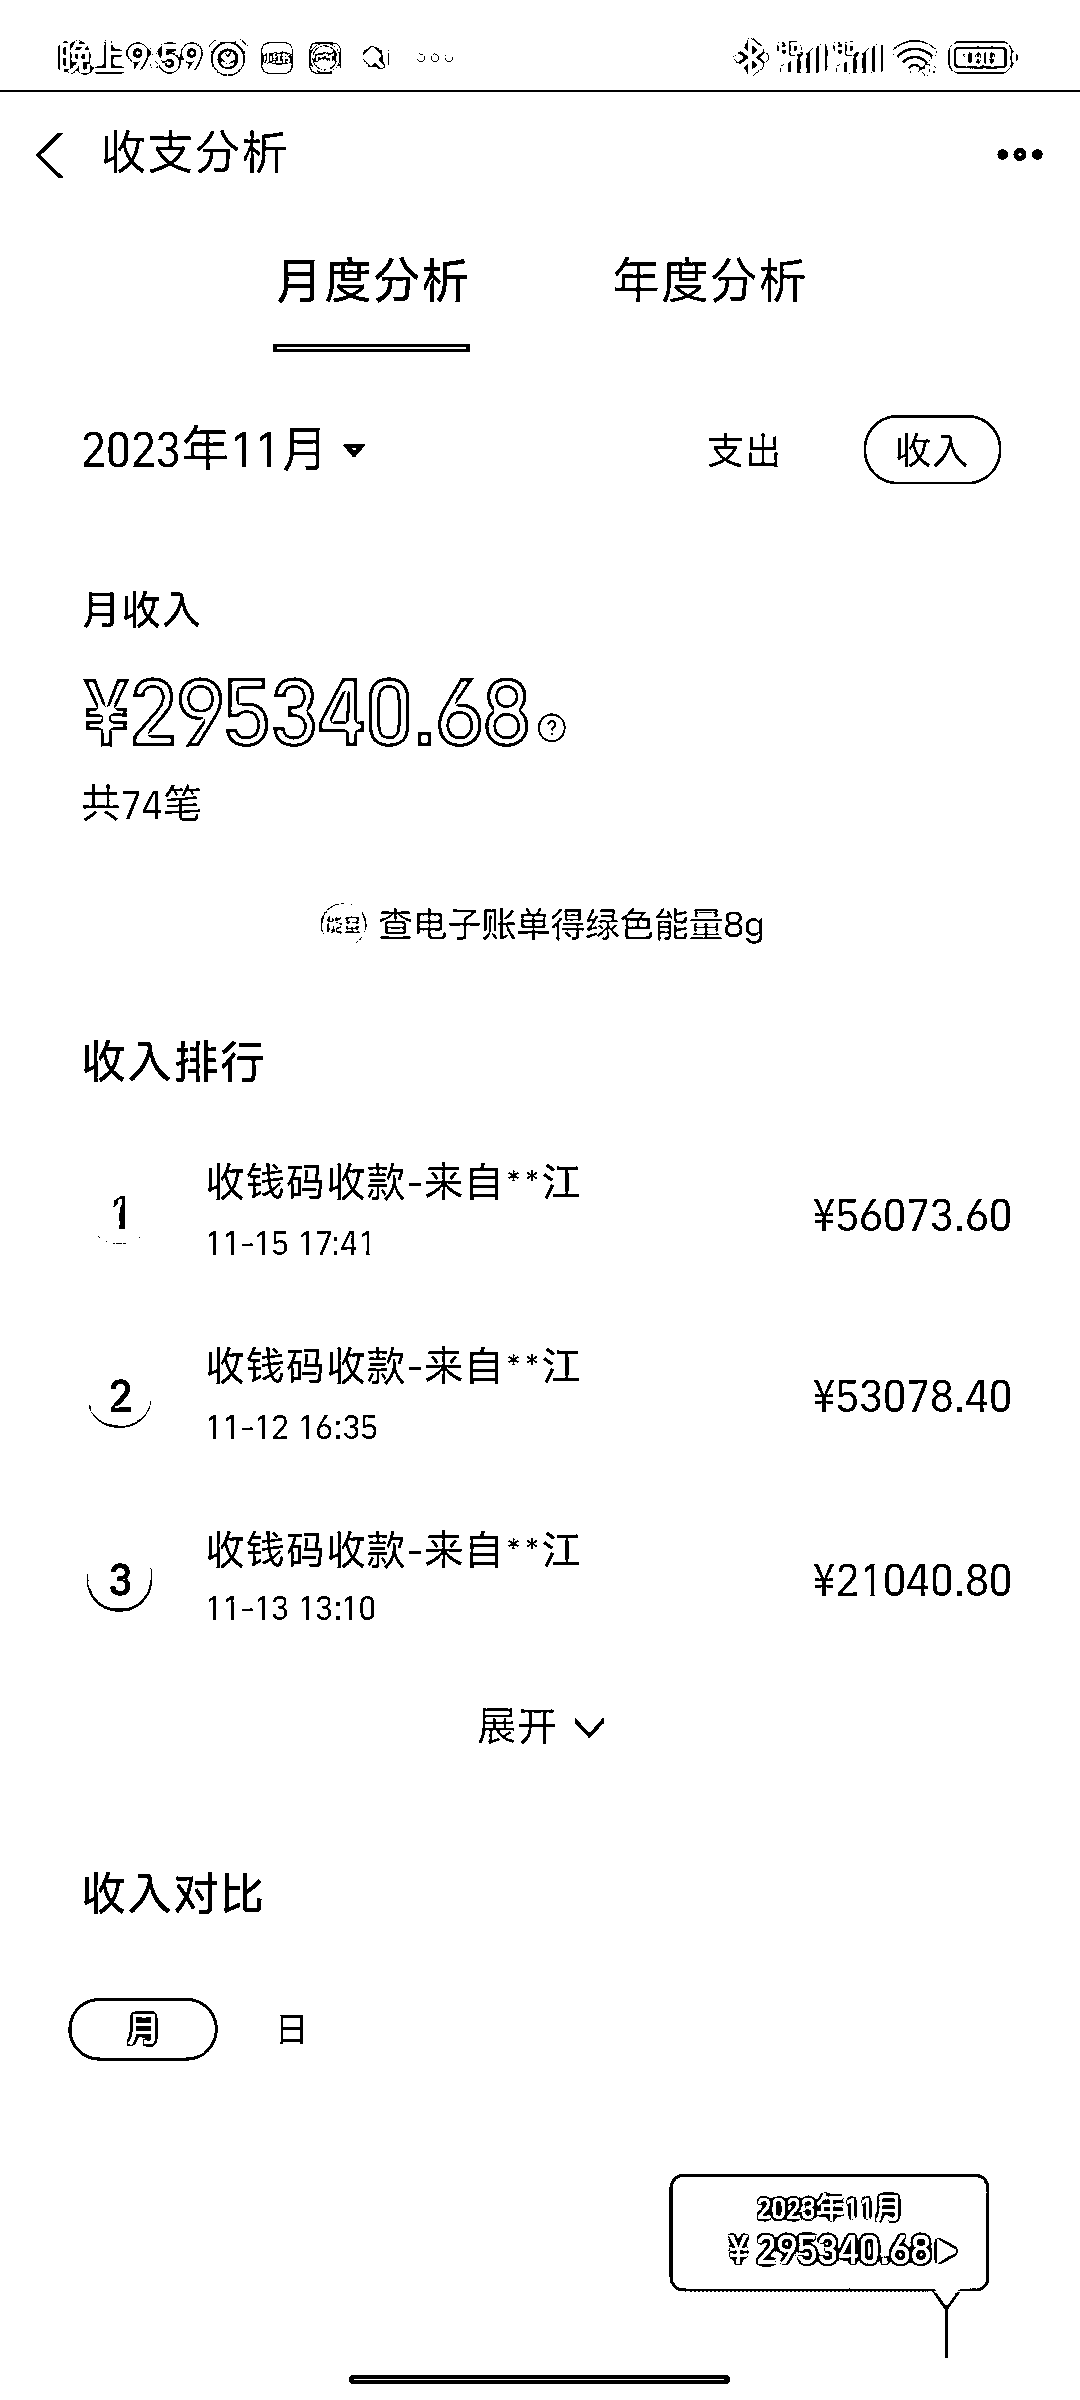 晚上9:59
收支分析
月度分析 年度分析
2023年11月 支出 收入
月收入
¥295340.68
共74笔
能量 查电子账单得绿色能量8g
收入排行
1 收钱码收款-来自**江 ¥56073.60
11-15 17:41
2 收钱码收款-来自**江 ¥53078.40
11-12 16:35
3 收钱码收款-来自**江 ¥21040.80
11-13 13:10
展开
收入对比
月 日
2023年11月
¥ 295340.68